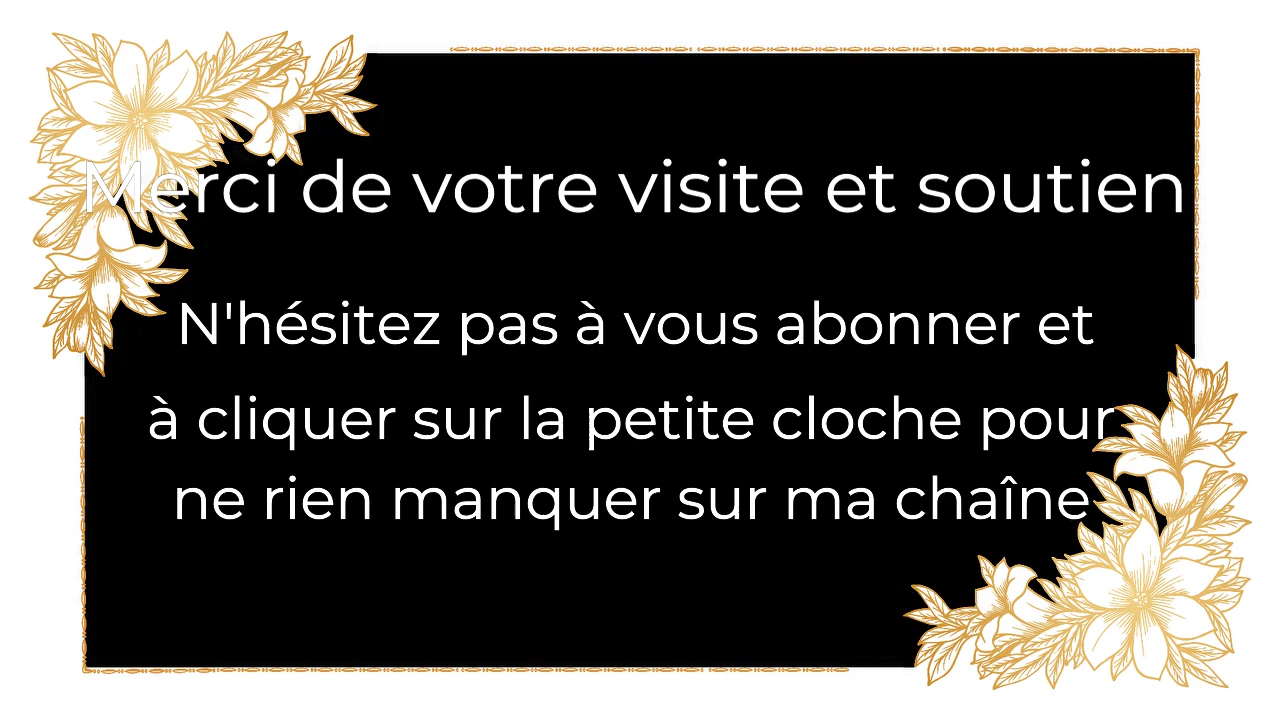 Merci de votre visite et soutien
N'hésitez pas à vous abonner et
à cliquer sur la petite cloche pour
ne rien manquer sur ma chaîne